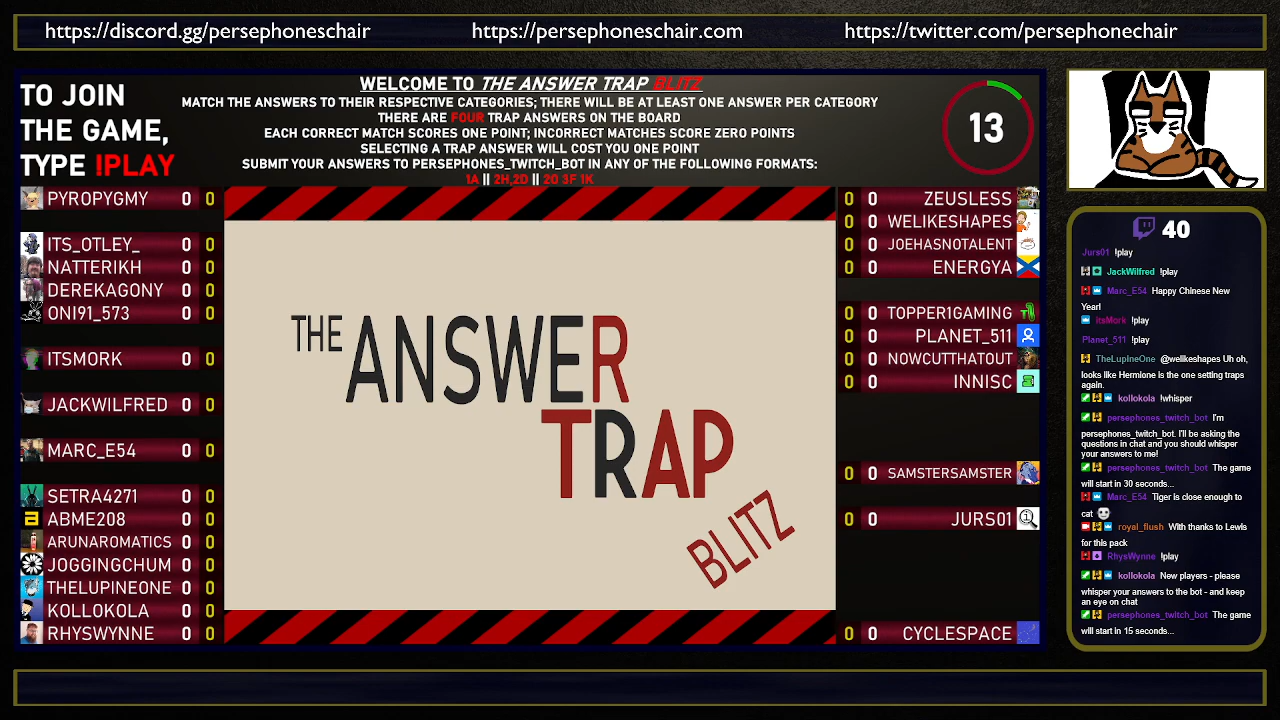 https://discord.gg/persephoneschair
https://persephoneschair.com
https://twitter.com/persephonechair
TO JOIN
THE GAME,
TYPE !PLAY
WELCOME TO THE ANSWER TRAP BLITZ
MATCH THE ANSWERS TO THEIR RESPECTIVE CATEGORIES; THERE WILL BE AT LEAST ONE ANSWER PER CATEGORY
THERE ARE FOUR TRAP ANSWERS ON THE BOARD
EACH CORRECT MATCH SCORES ONE POINT; INCORRECT MATCHES SCORE ZERO POINTS
SELECTING A TRAP ANSWER WILL COST YOU ONE POINT
SUBMIT YOUR ANSWERS TO PERSEPHONES_TWITCH_BOT IN ANY OF THE FOLLOWING FORMATS:
1A || 2H,2D || 2O 3F 1K
13
PYROPYGMY 0 0
ITS_OTLEY_ 0 0
NATTERIKH 0 0
DEREKAGONY 0 0
ONI91_573 0 0
ITSMORK 0 0
JACKWILFRED 0 0
MARC_E54 0 0
SETRA4271 0 0
ABME208 0 0
ARUNAROMATICS 0 0
JOGGINGCHUM 0 0
THELUPINEONE 0 0
KOLLOKOLA 0 0
RHYSWYNNE 0 0
THE ANSWER
TRAP
BLITZ
0 0 ZEUSLESS
0 0 WELIKESHAPES
0 0 JOEHASNOTALENT
0 0 ENERGYA
0 0 TOPPER1GAMING
0 0 PLANET_511
0 0 NOWCUTTHATOUT
0 0 INNISC
0 0 SAMSTERSAMSTER
0 0 JURS01
0 0 CYCLESPACE
40
Jurs01 !play
JackWilfred !play
Marc_E54 Happy Chinese New
Year!
itsMork !play
Planet_511 !play
TheLupineOne @welikeshapes Uh oh,
looks like Hermione is the one setting traps
again.
kollokola !whisper
persephones_twitch_bot I'm
persephones_twitch_bot. I'll be asking the
questions in chat and you should whisper
your answers to me!
persephones_twitch_bot The game
will start in 30 seconds...
Marc_E54 Tiger is close enough to
cat
royal_flush With thanks to Lewis
for this pack
RhysWynne !play
kollokola New players - please
whisper your answers to the bot - and keep
an eye on chat
persephones_twitch_bot The game
will start in 15 seconds...